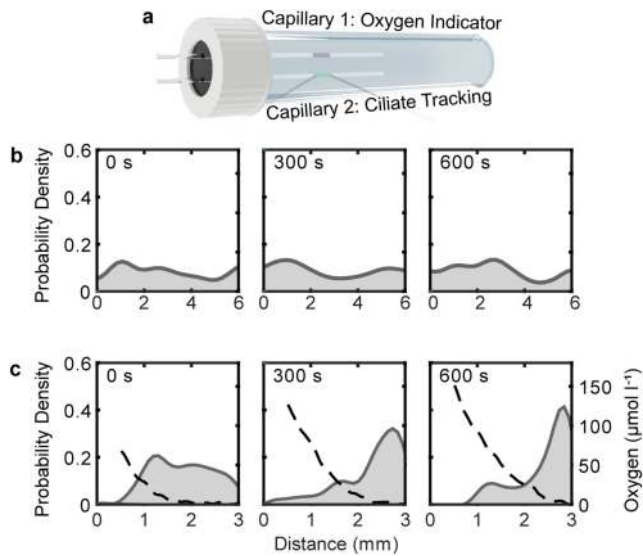 a
Capillary 1: Oxygen Indicator
Capillary 2: Ciliate Tracking
b
Probability Density
0.6
0.4
0.2
0
0 s
300 s
600 s
0 2 4 6
0 2 4 6
0 2 4 6
c
Probability Density
0.6
0.4
0.2
0
0 s
300 s
600 s
150
100
50
0
Oxygen (µmol l⁻¹)
0 1 2 3
0 1 2 3
0 1 2 3
Distance (mm)